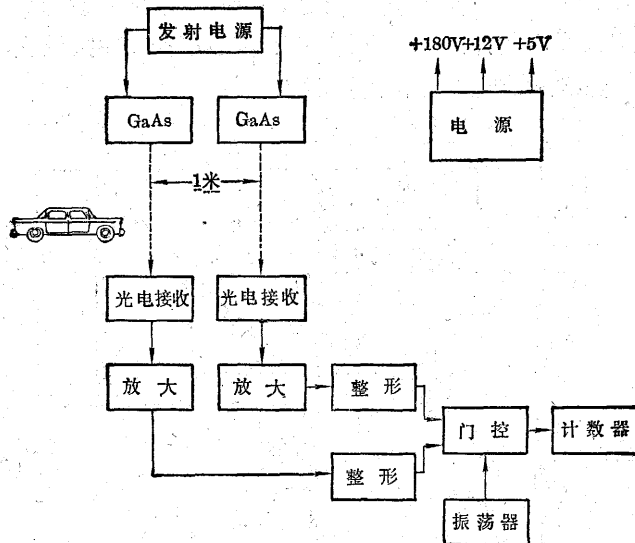 发射电源
+180V+12V +5V
GaAs
GaAs
电源
1米
光电接收
光电接收
放大
放大
整形
门控
计数器
整形
振荡器